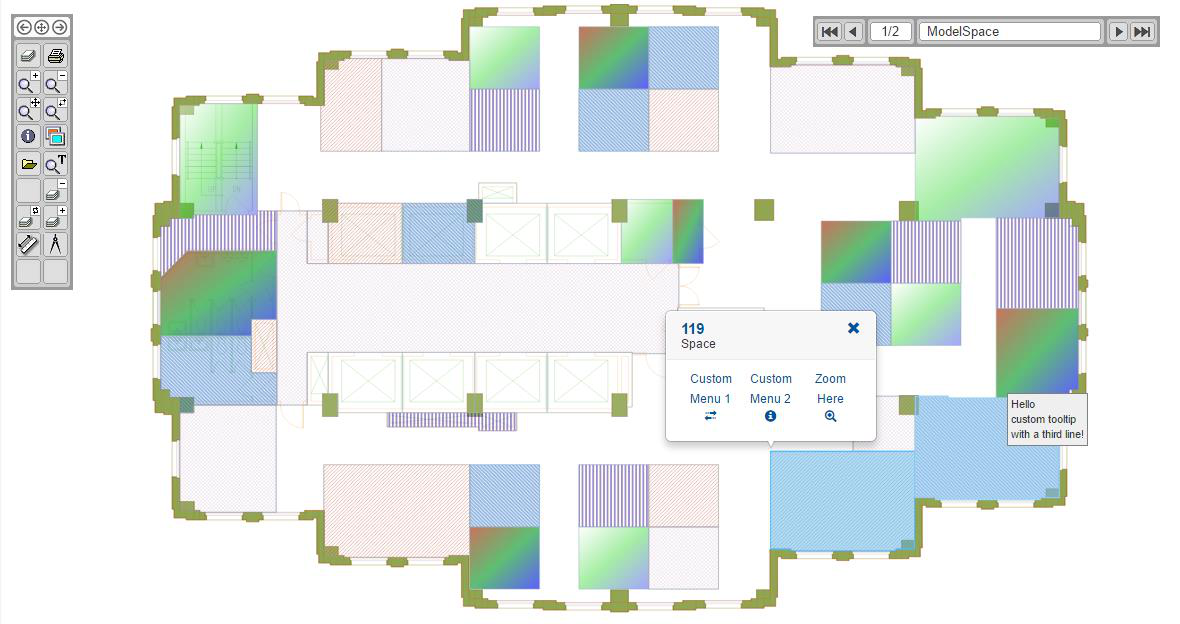 1/2 ModelSpace
T
UP DN
119
Space
Custom Custom Zoom
Menu 1 Menu 2 Here
Hello
custom tooltip
with a third line!